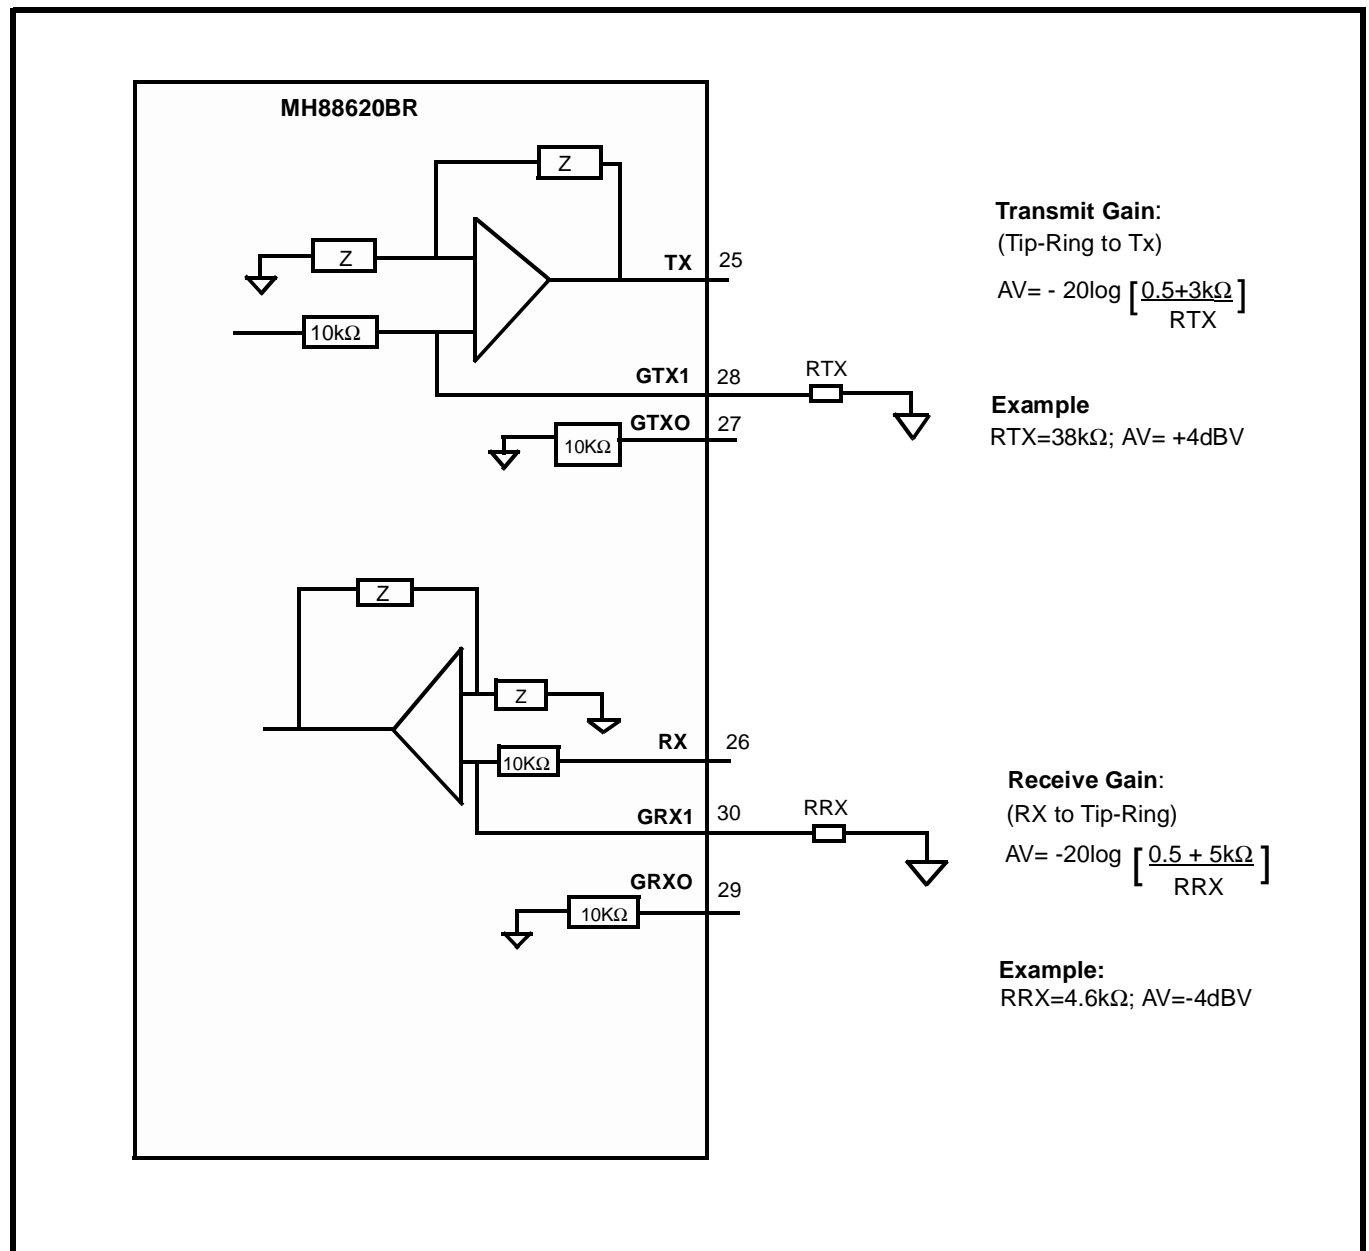 MH88620BR
Z
Z
TX 25
10kΩ
GTX1 28 RTX
GTXO 27
10KΩ
Transmit Gain:
(Tip-Ring to Tx)
AV= - 20log [0.5+3kΩ]
RTX
Example
RTX=38kΩ; AV= +4dBV
Z
Z
RX 26
10KΩ
GRX1 30 RRX
GRXO 29
10KΩ
Receive Gain:
(RX to Tip-Ring)
AV= -20log [0.5 + 5kΩ]
RRX
Example:
RRX=4.6kΩ; AV=-4dBV